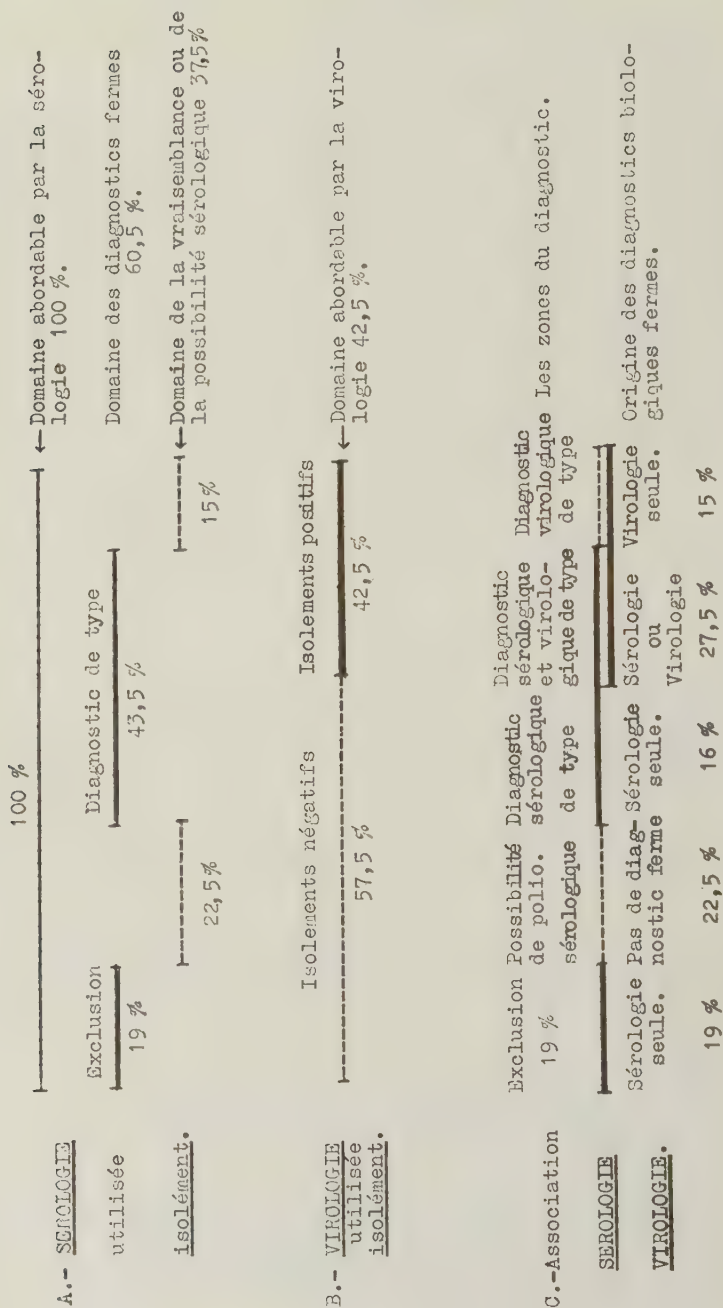 100 %
A.- SEROLOGIE
utilisée
isolément.
←Domaine abordable par la séro-
logie 100 %.
Exclusion
19 %
Diagnostic de type
43,5 %
Domaine des diagnostics fermes
60,5 %.
22,5%
15%
←Domaine de la vraisemblance ou de
la possibilité sérologique 37,5%
B.- VIROLOGIE
utilisée
isolément.
Isolements négatifs
57,5 %
Isolements positifs
42,5 %
←Domaine abordable par la viro-
logie 42,5 %.
C.-Association
SEROLOGIE
VIROLOGIE.
Exclusion
19 %
Possibilité
de polio.
sérologique
Diagnostic
sérologique
de type
Diagnostic
sérologique
et virolo-
gique de type
Diagnostic
virologique
de type
Les zones du diagnostic.
Sérologie
seule.
Pas de diag-
nostic ferme
Sérologie
seule.
Sérologie
ou
Virologie
Virologie
seule.
Origine des diagnostics biolo-
giques fermes.
19 %
22,5 %
16 %
27,5 %
15 %